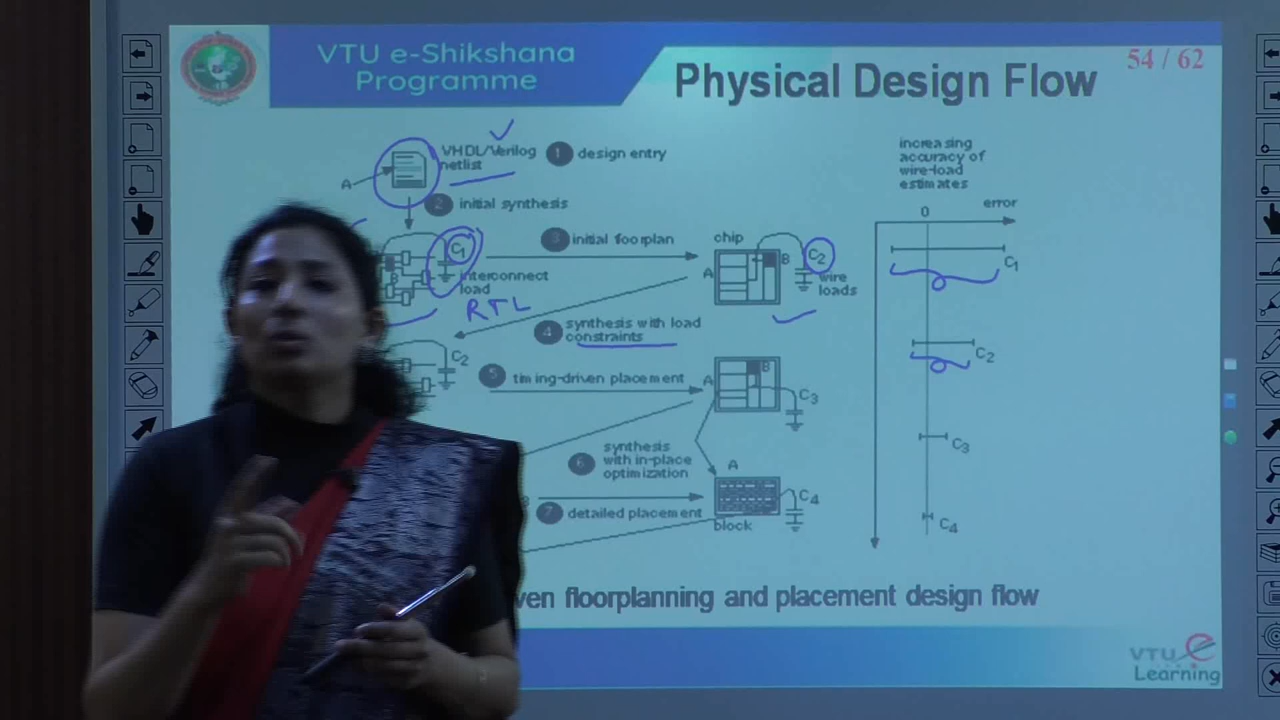 VTU e-Shikshana
Programme
Physical Design Flow
54 / 62
VHDL/Verilog
netlist
1 design entry
A
2 initial synthesis
C1
interconnect
load
RTL
B
3 initial foorplan
chip
A
B
C2
wire
loads
4 synthesis with load
constraints
C2
5 timing-driven placement
A
B
C3
6 synthesis
with in-place
optimization
A
7 detailed placement
C4
block
increasing
accuracy of
wire-load
estimates
0
error
C1
C2
C3
C4
ven floorplanning and placement design flow
VTU e
Learning